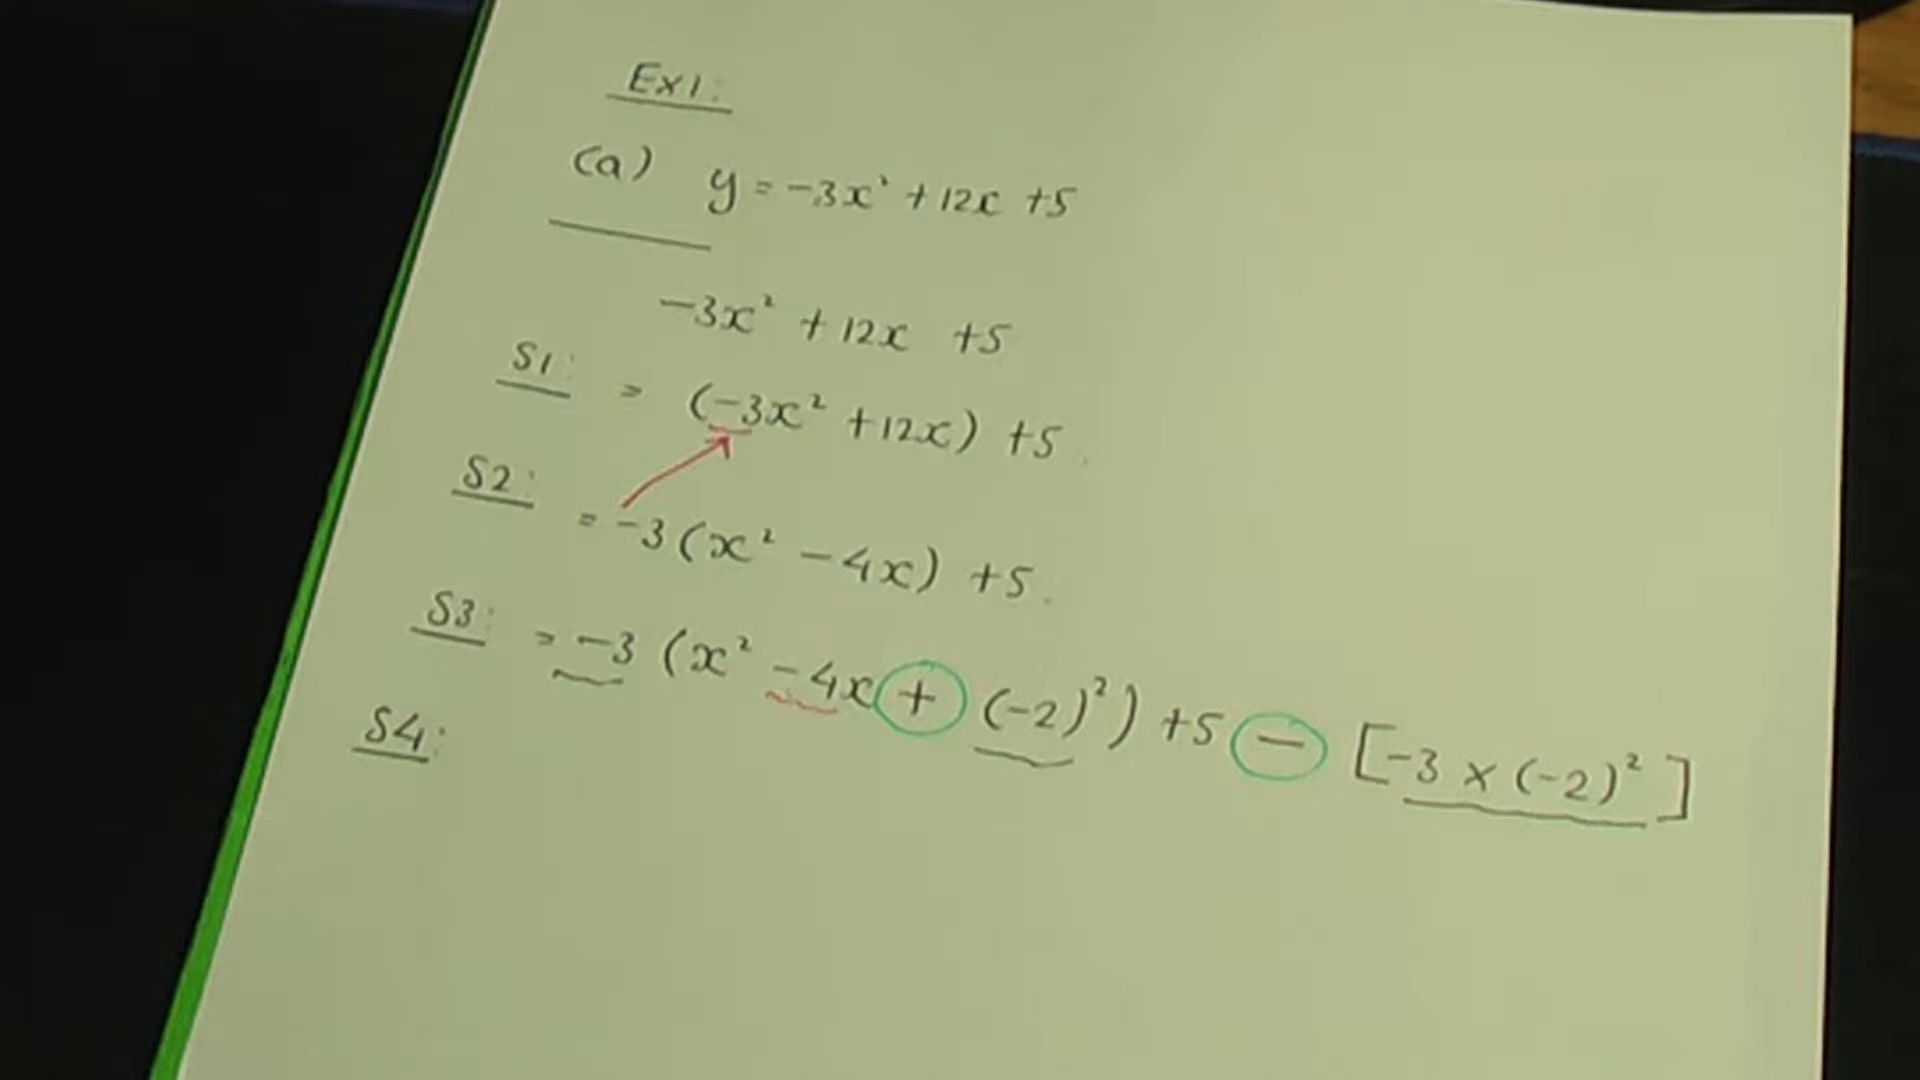 Ex1:
(a) y = -3x² + 12x +5
-3x² + 12x +5
S1: = (-3x² +12x) +5.
S2: = -3(x² - 4x) +5.
S3: = -3 (x² - 4x + (-2)²) +5 - [-3 × (-2)²]
S4: